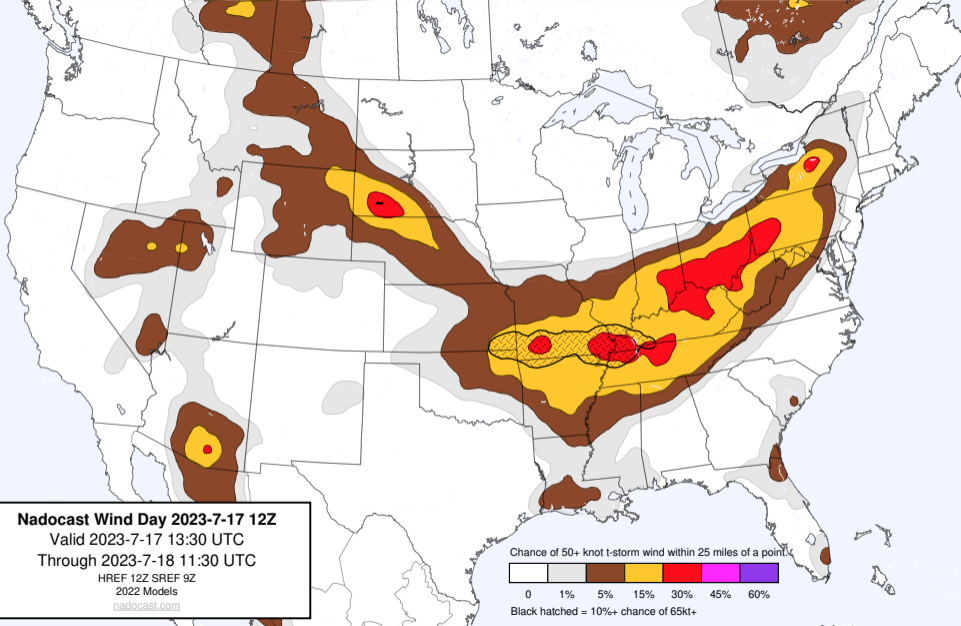 Nadocast Wind Day 2023-7-17 12Z
Valid 2023-7-17 13:30 UTC
Through 2023-7-18 11:30 UTC
HREF 12Z SREF 9Z
2022 Models
nadocast.com
Chance of 50+ knot t-storm wind within 25 miles of a point.
0 1% 5% 15% 30% 45% 60%
Black hatched = 10%+ chance of 65kt+